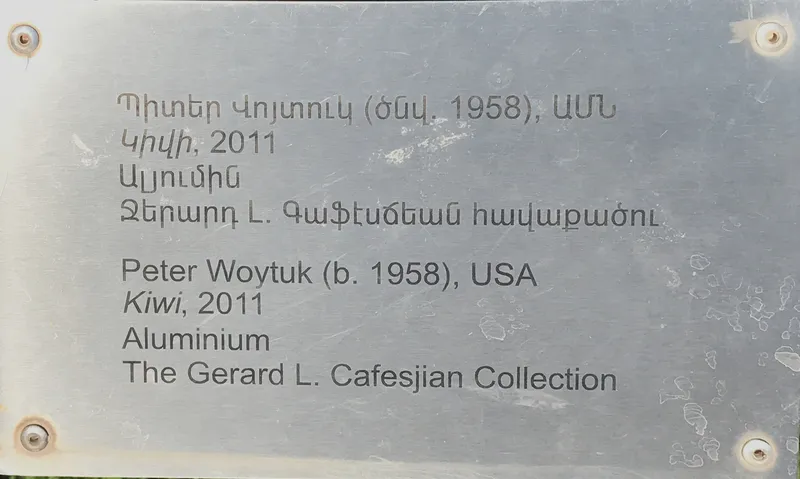 Պիտեր Վոյտուկ (ծնվ. 1958), ԱՄՆ
Կիվի, 2011
Ալյումին
Ջերարդ Լ. Գաֆէսճեան հավաքածու
Peter Woytuk (b. 1958), USA
Kiwi, 2011
Aluminium
The Gerard L. Cafesjian Collection